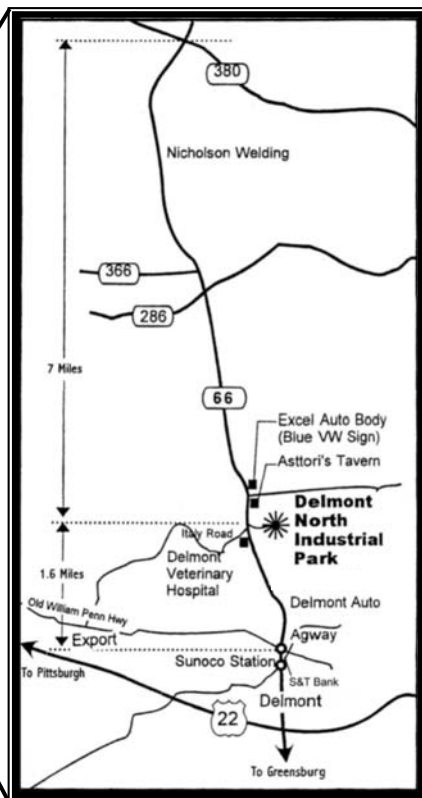 380
Nicholson Welding
366
286
7 Miles
66
Excel Auto Body
(Blue VW Sign)
Asttori's Tavern
Delmont
North
Industrial
Park
Italy Road
Delmont
Veterinary
Hospital
1.6 Miles
Delmont Auto
Old William Penn Hwy
Export
Agway
Sunoco Station
To Pittsburgh
S&T Bank
Delmont
22
To Greensburg